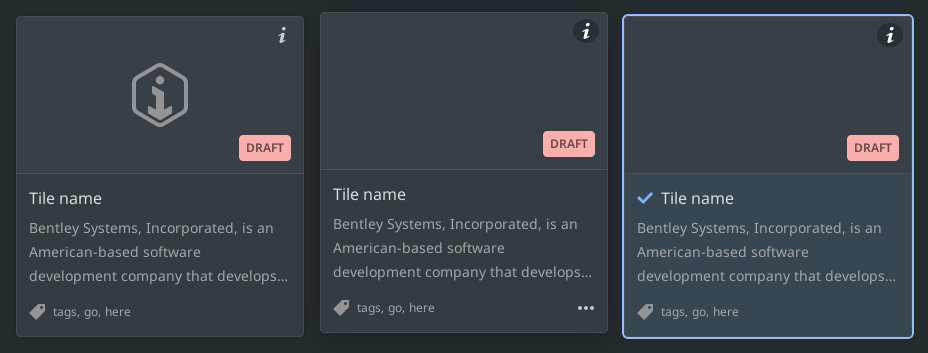 DRAFT
Tile name
Bentley Systems, Incorporated, is an
American-based software
development company that develops...
tags, go, here
DRAFT
Tile name
Bentley Systems, Incorporated, is an
American-based software
development company that develops...
tags, go, here
DRAFT
Tile name
Bentley Systems, Incorporated, is an
American-based software
development company that develops...
tags, go, here